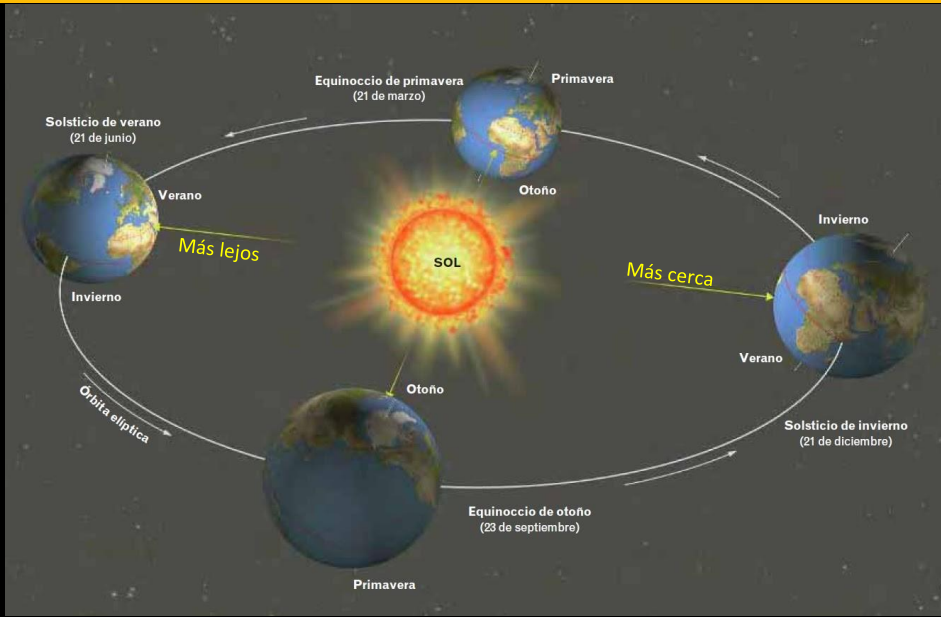 Equinoccio de primavera
(21 de marzo)
Primavera
Solsticio de verano
(21 de junio)
Verano
Otoño
Invierno
Más lejos
SOL
Más cerca
Invierno
Verano
Otoño
Órbita elíptica
Solsticio de invierno
(21 de diciembre)
Equinoccio de otoño
(23 de septiembre)
Primavera